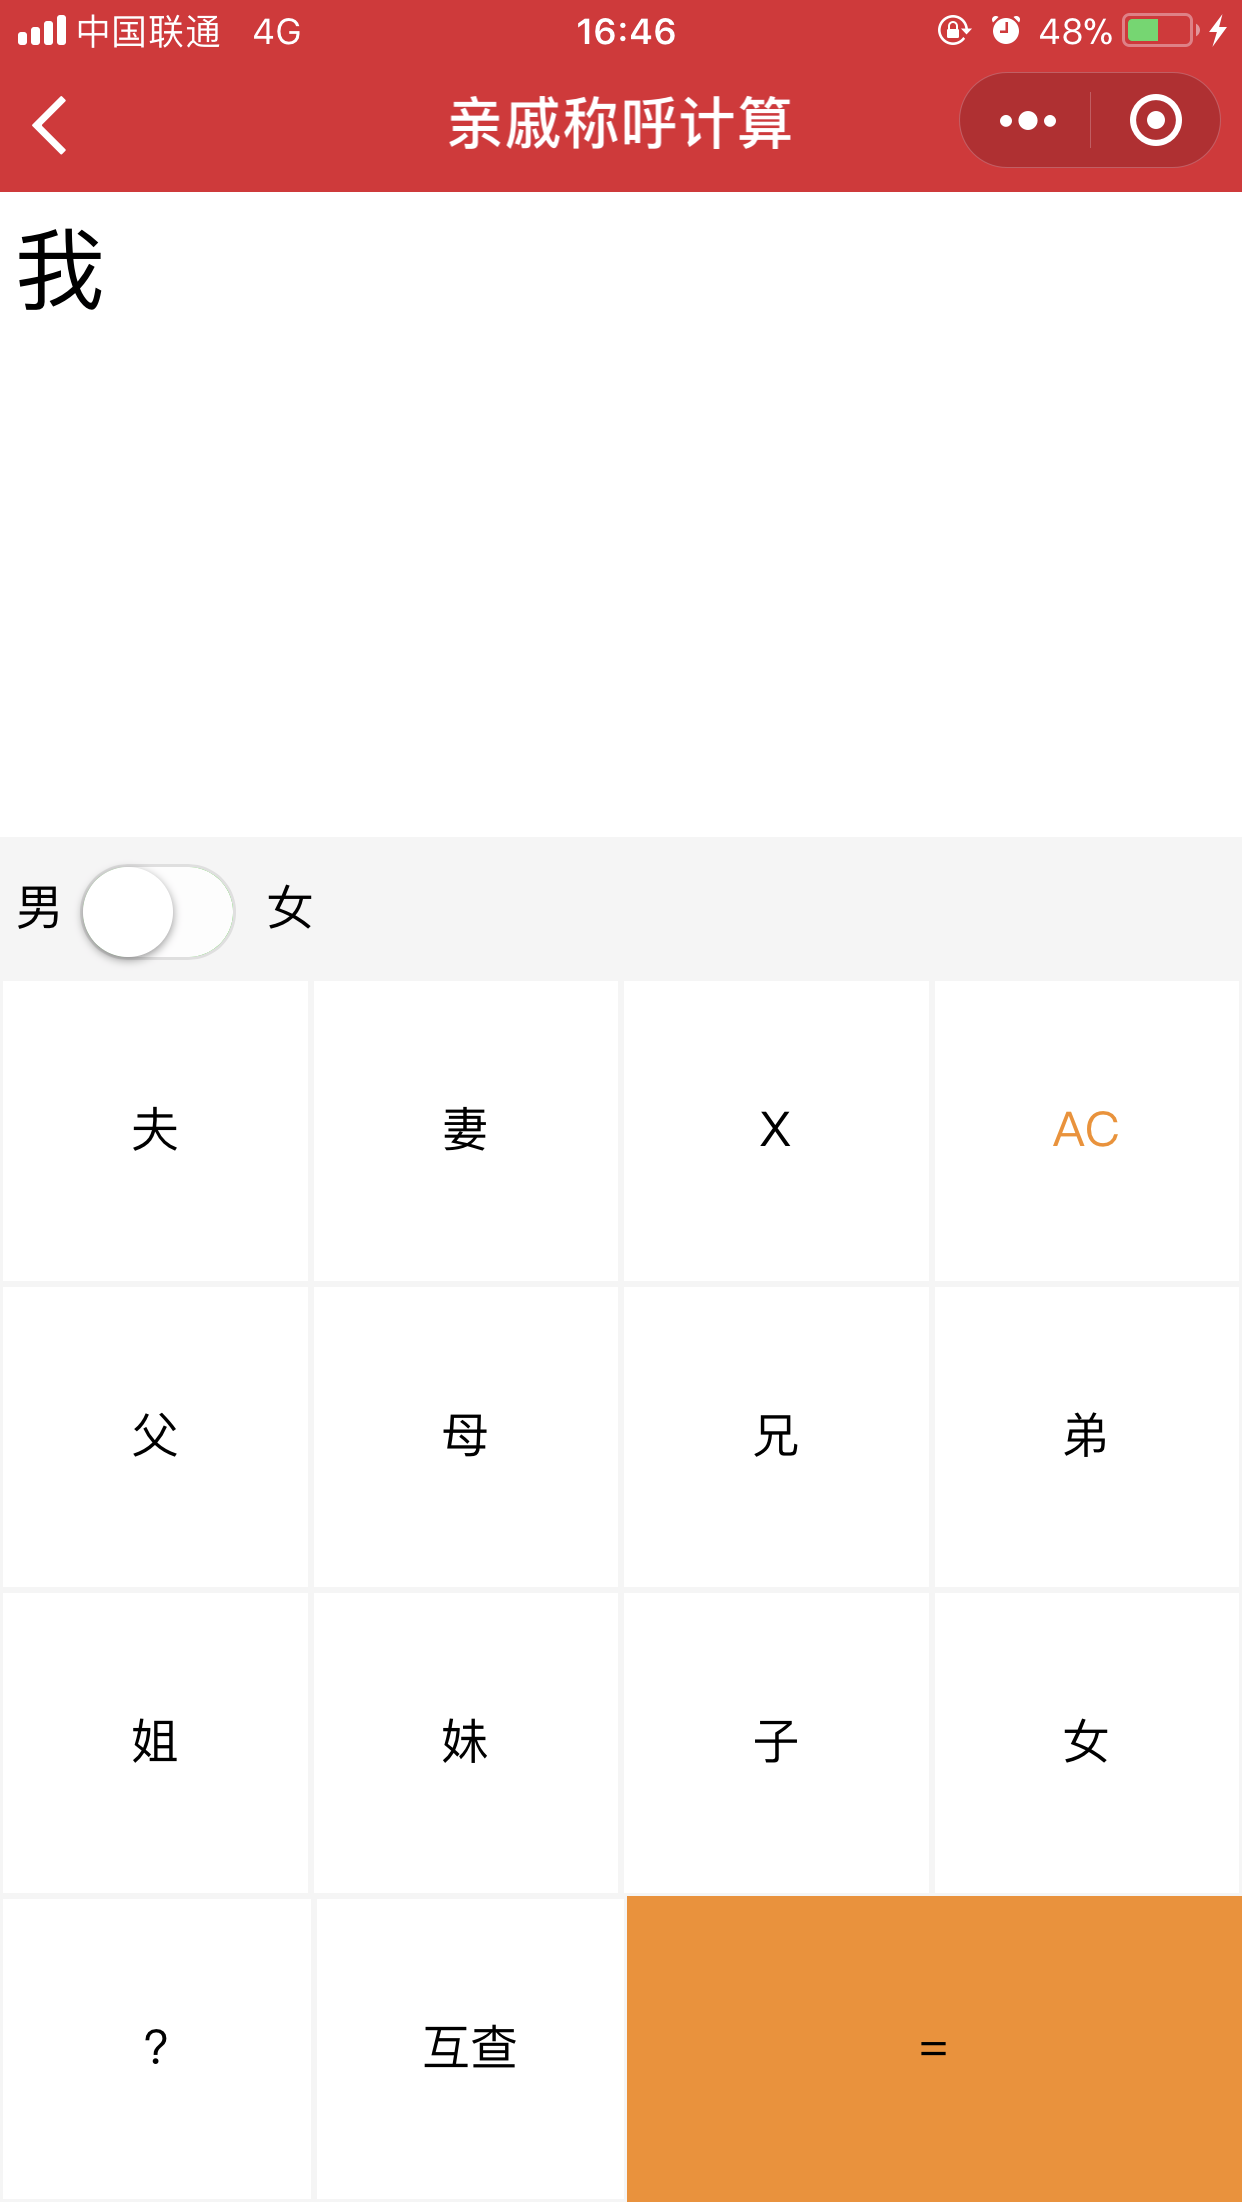 中国联通 4G 16:46 48%
亲戚称呼计算
我
男 女
夫 妻 X AC
父 母 兄 弟
姐 妹 子 女
? 互查 =